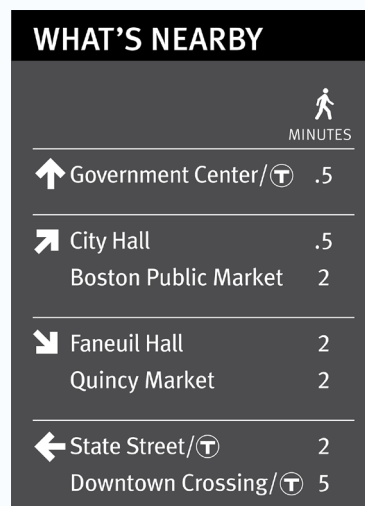 WHAT'S NEARBY
MINUTES
Government Center/Ⓣ .5
City Hall .5
Boston Public Market 2
Faneuil Hall 2
Quincy Market 2
State Street/Ⓣ 2
Downtown Crossing/Ⓣ 5